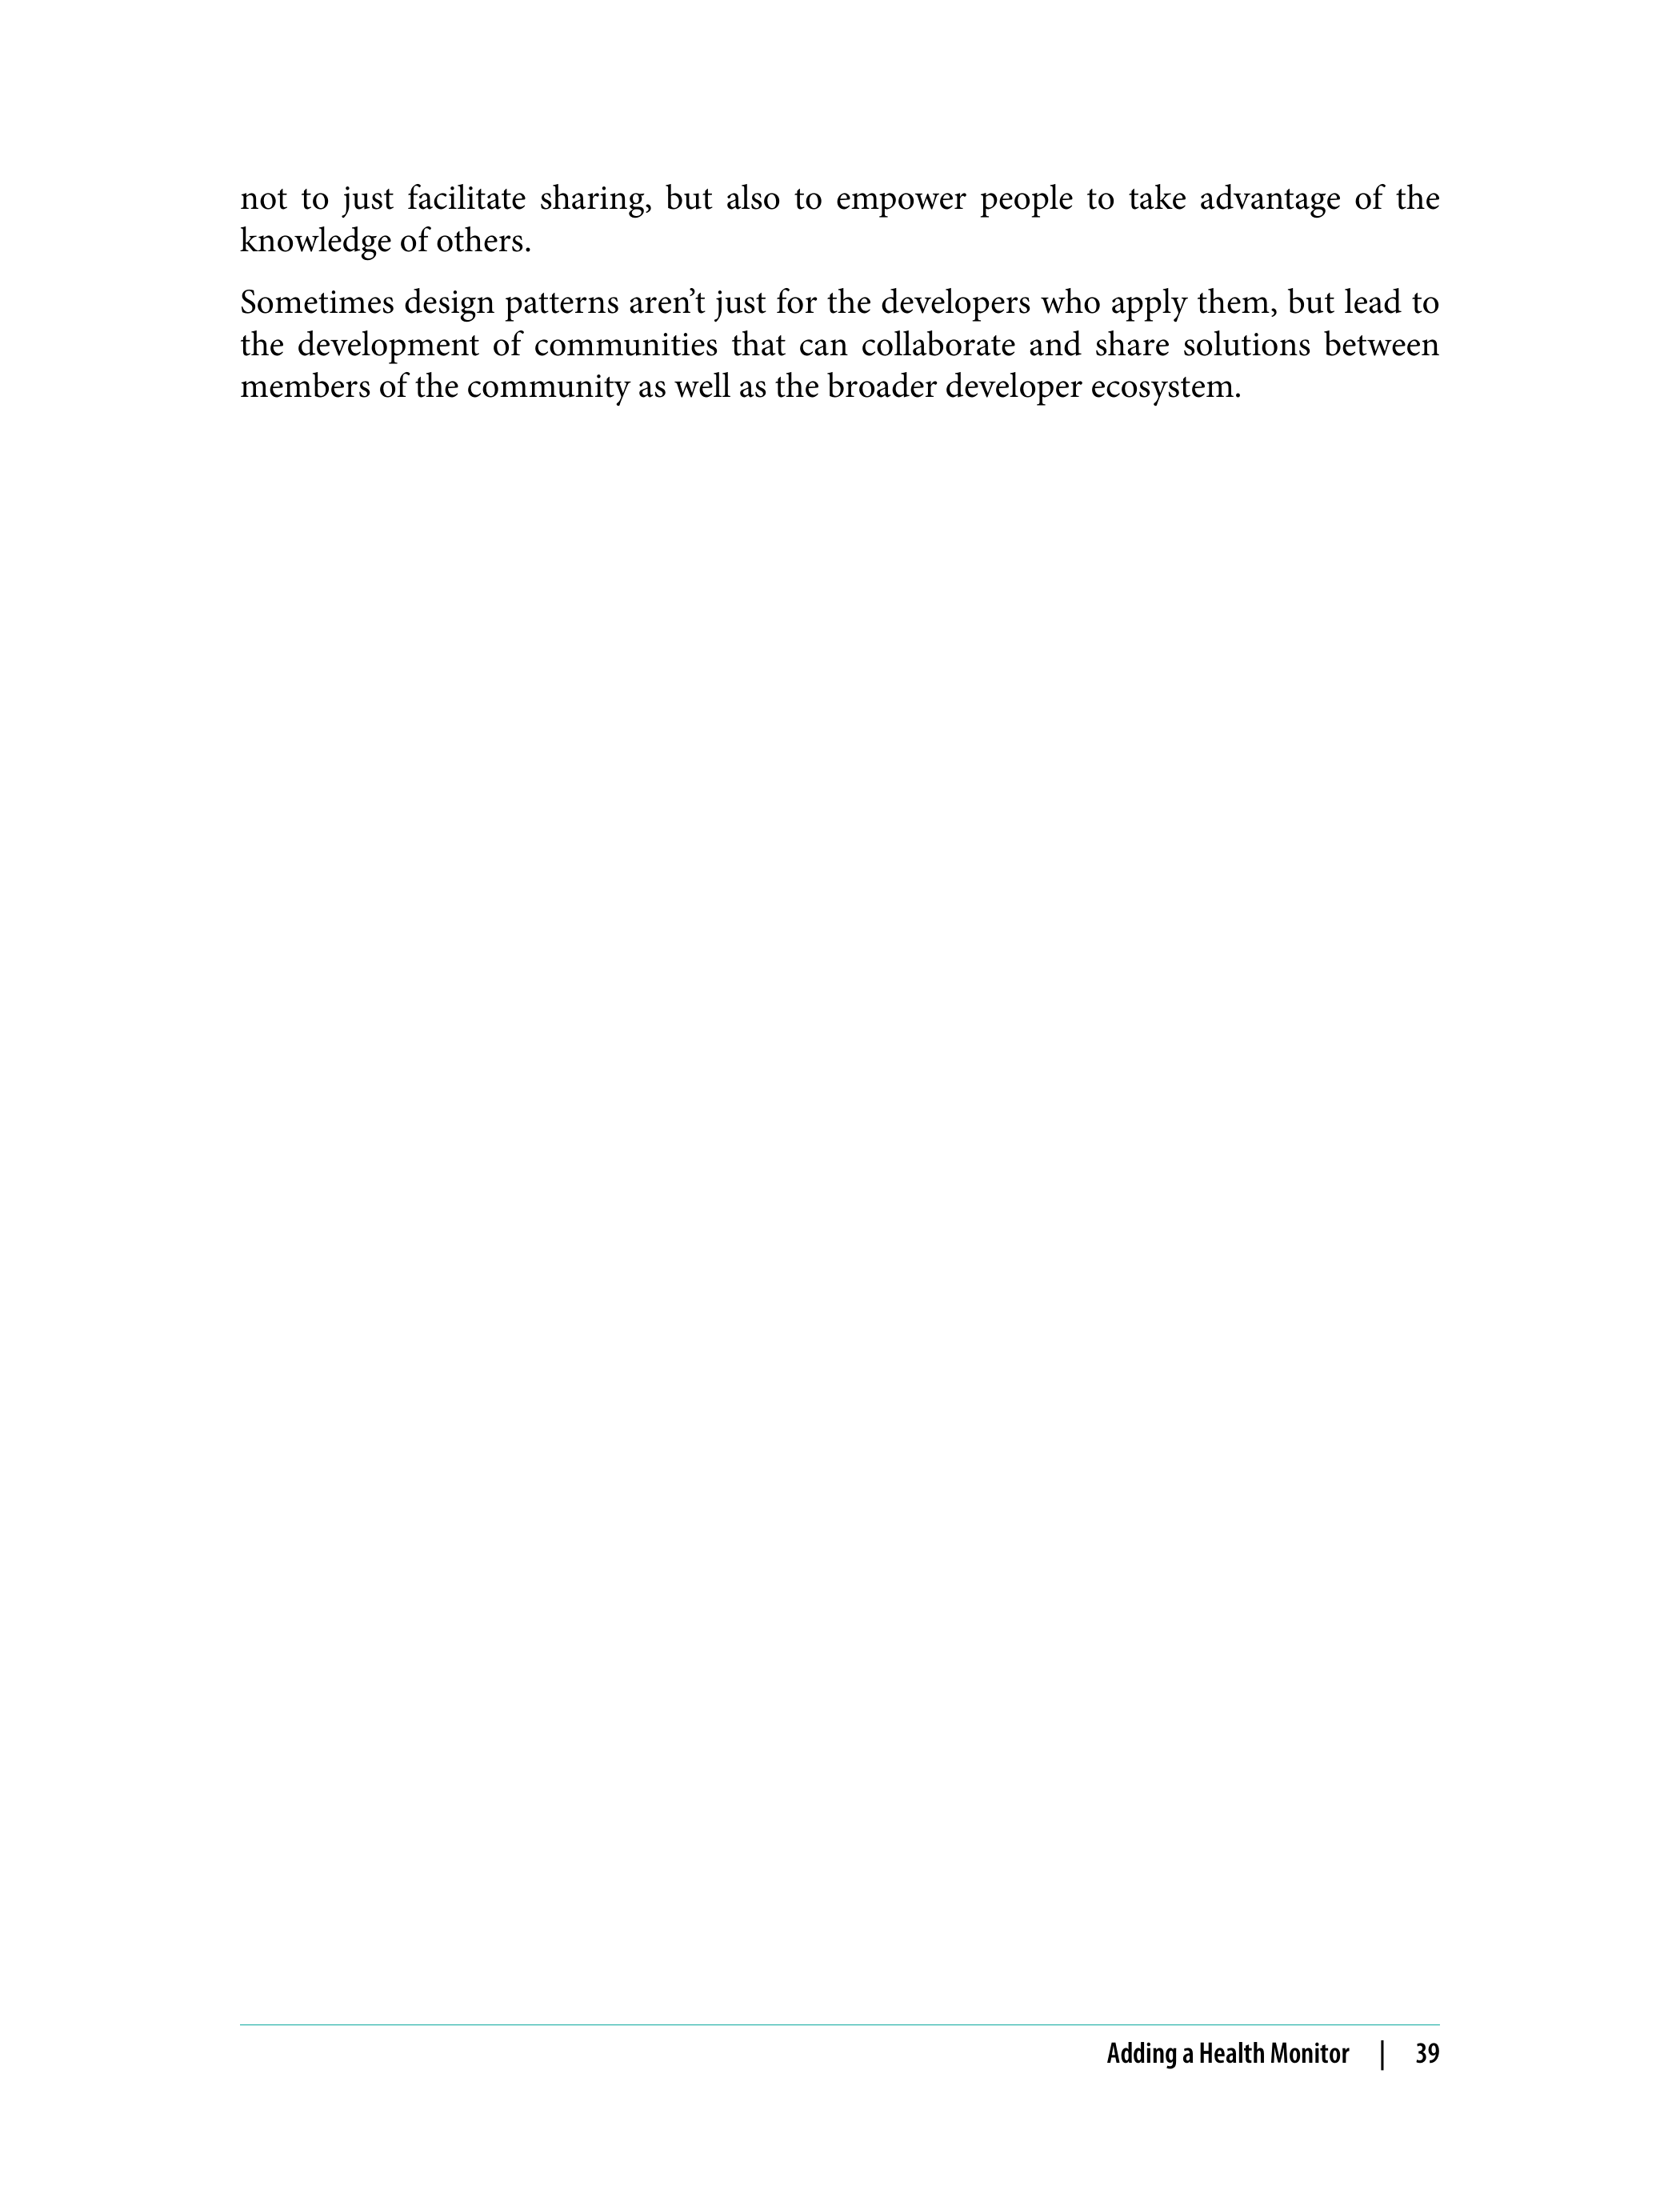 not to just facilitate sharing, but also to empower people to take advantage of the
knowledge of others.
Sometimes design patterns aren’t just for the developers who apply them, but lead to
the development of communities that can collaborate and share solutions between
members of the community as well as the broader developer ecosystem.
Adding a Health Monitor | 39